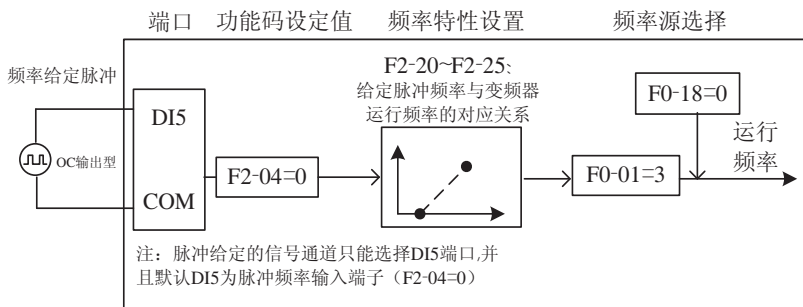 端口 功能码设定值 频率特性设置 频率源选择
频率给定脉冲
F2-20~F2-25、
给定脉冲频率与变频器
运行频率的对应关系
DI5
COM
OC输出型
F2-04=0
F0-18=0
F0-01=3
运行
频率
注：脉冲给定的信号通道只能选择DI5端口,并
且默认DI5为脉冲频率输入端子（F2-04=0）